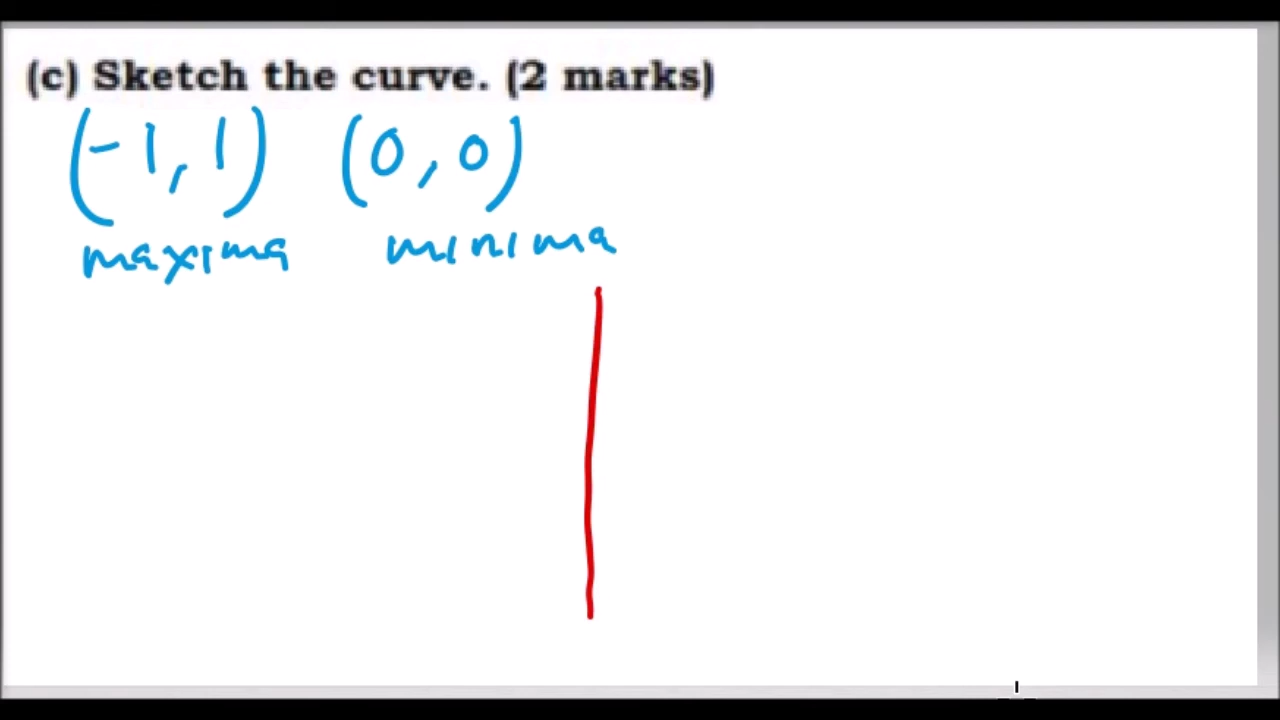 (c) Sketch the curve. (2 marks)
(-1, 1) (0, 0)
maxima minima